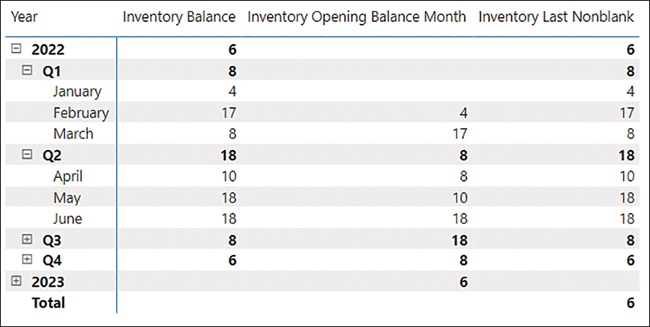 Year Inventory Balance Inventory Opening Balance Month Inventory Last Nonblank
2022 6 6
Q1 8 8
January 4 4
February 17 4 17
March 8 17 8
Q2 18 8 18
April 10 8 10
May 18 10 18
June 18 18 18
Q3 8 18 8
Q4 6 8 6
2023 6
Total 6